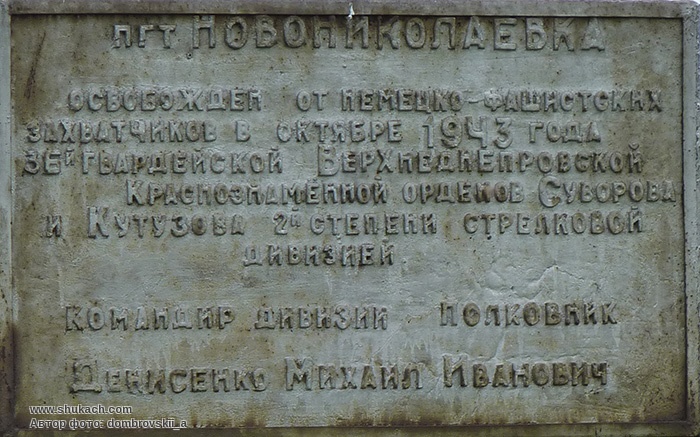 пгт НОВОНИКОЛАЕВКА
ОСВОБОЖДЕН ОТ НЕМЕЦКО-ФАШИСТСКИХ
ЗАХВАТЧИКОВ В ОКТЯБРЕ 1943 ГОДА
36Й ГВАРДЕЙСКОЙ ВЕРХНЕДНЕПРОВСКОЙ
КРАСНОЗНАМЁННОЙ ОРДЕНОВ СУВОРОВА
И КУТУЗОВА 2Й СТЕПЕНИ СТРЕЛКОВОЙ
ДИВИЗИЕЙ
КОМАНДИР ДИВИЗИИ ПОЛКОВНИК
ДЕНИСЕНКО МИХАИЛ ИВАНОВИЧ
www.shukach.com
Автор фото: dombrovskii_a